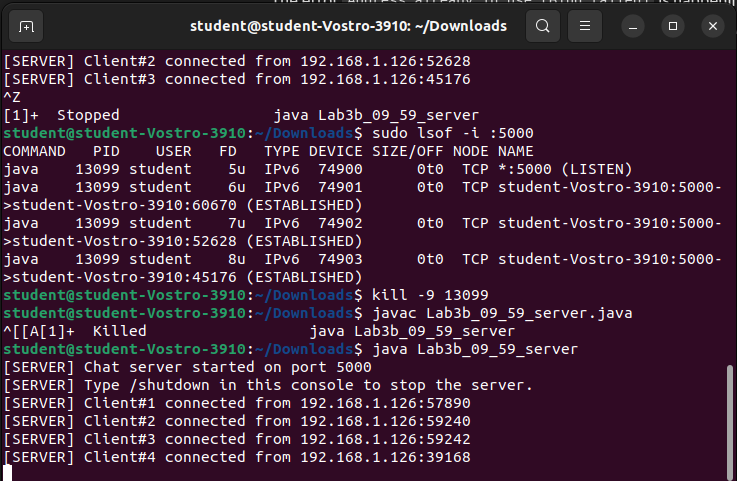 student@student-Vostro-3910: ~/Downloads
[SERVER] Client#2 connected from 192.168.1.126:52628
[SERVER] Client#3 connected from 192.168.1.126:45176
^Z
[1]+  Stopped                 java Lab3b_09_59_server
student@student-Vostro-3910:~/Downloads$ sudo lsof -i :5000
COMMAND   PID    USER   FD   TYPE DEVICE SIZE/OFF NODE NAME
java    13099 student    5u  IPv6  74900      0t0  TCP *:5000 (LISTEN)
java    13099 student    6u  IPv6  74901      0t0  TCP student-Vostro-3910:5000-
>student-Vostro-3910:60670 (ESTABLISHED)
java    13099 student    7u  IPv6  74902      0t0  TCP student-Vostro-3910:5000-
>student-Vostro-3910:52628 (ESTABLISHED)
java    13099 student    8u  IPv6  74903      0t0  TCP student-Vostro-3910:5000-
>student-Vostro-3910:45176 (ESTABLISHED)
student@student-Vostro-3910:~/Downloads$ kill -9 13099
student@student-Vostro-3910:~/Downloads$ javac Lab3b_09_59_server.java
^[[A[1]+  Killed                  java Lab3b_09_59_server
student@student-Vostro-3910:~/Downloads$ java Lab3b_09_59_server
[SERVER] Chat server started on port 5000
[SERVER] Type /shutdown in this console to stop the server.
[SERVER] Client#1 connected from 192.168.1.126:57890
[SERVER] Client#2 connected from 192.168.1.126:59240
[SERVER] Client#3 connected from 192.168.1.126:59242
[SERVER] Client#4 connected from 192.168.1.126:39168